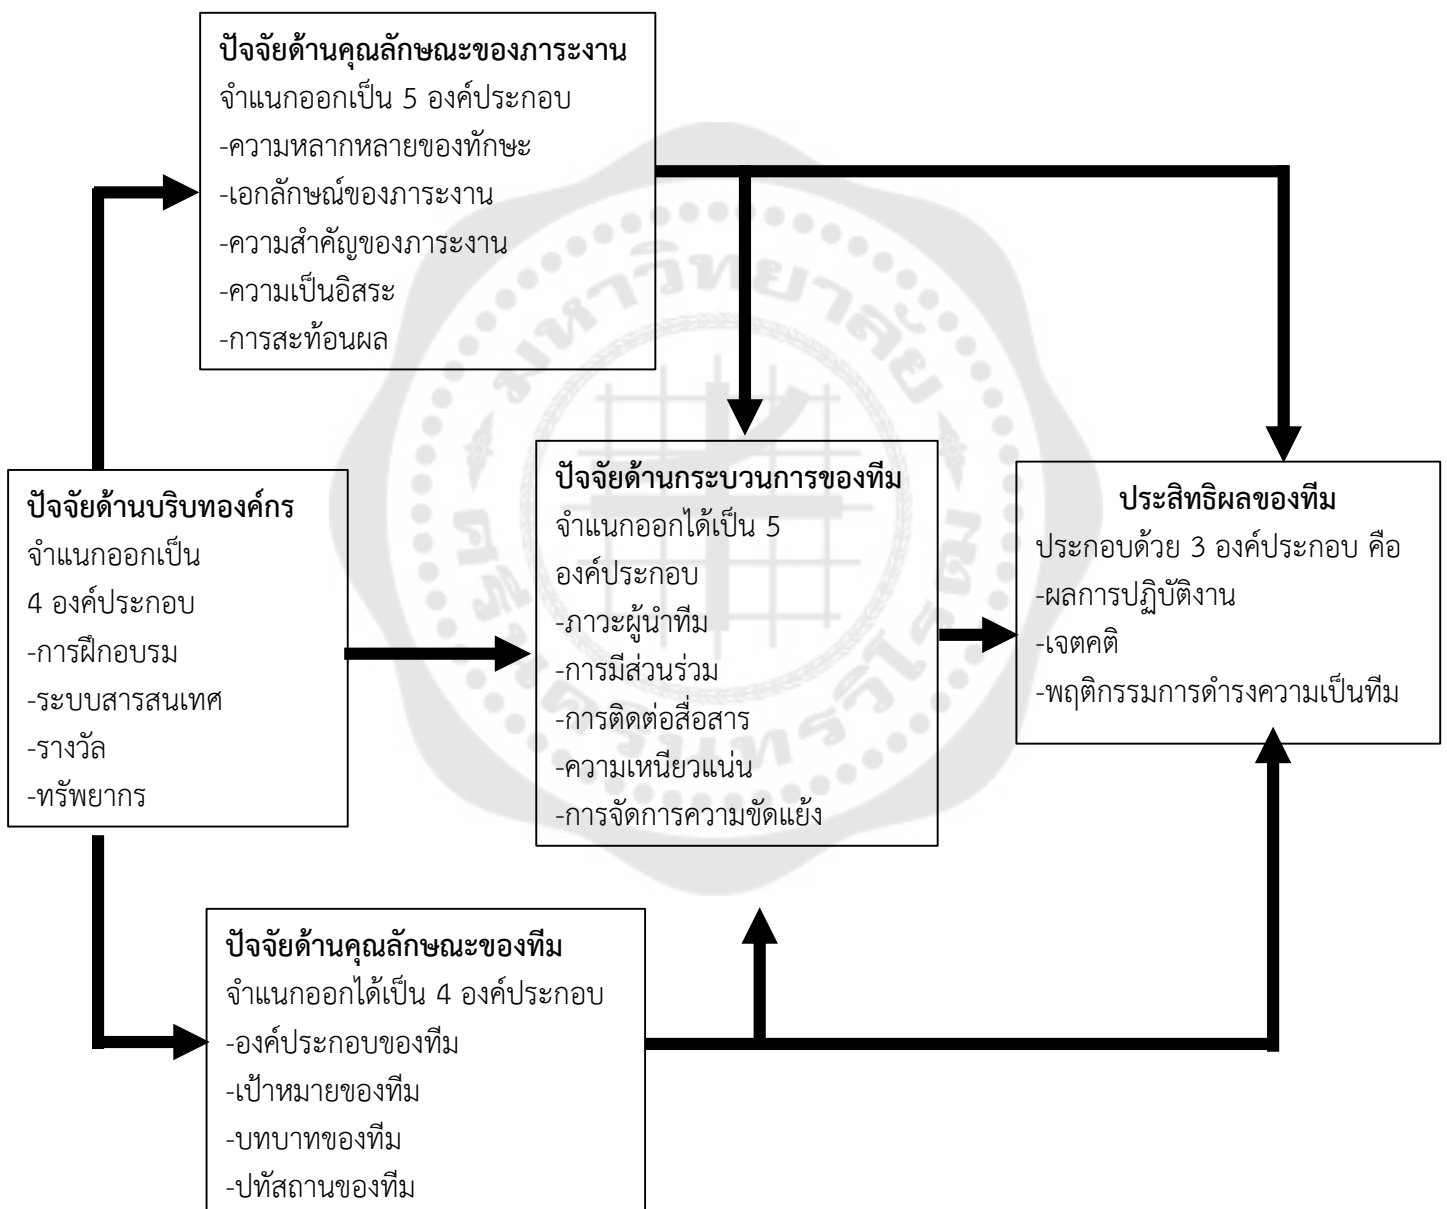 ปัจจัยด้านคุณลักษณะของภาระงาน
จำแนกออกเป็น 5 องค์ประกอบ
-ความหลากหลายของทักษะ
-เอกลักษณ์ของภาระงาน
-ความสำคัญของภาระงาน
-ความเป็นอิสระ
-การสะท้อนผล
ปัจจัยด้านบริบทองค์กร
จำแนกออกเป็น
4 องค์ประกอบ
-การฝึกอบรม
-ระบบสารสนเทศ
-รางวัล
-ทรัพยากร
ปัจจัยด้านกระบวนการของทีม
จำแนกออกได้เป็น 5
องค์ประกอบ
-ภาวะผู้นำทีม
-การมีส่วนร่วม
-การติดต่อสื่อสาร
-ความเหนียวแน่น
-การจัดการความขัดแย้ง
ประสิทธิผลของทีม
ประกอบด้วย 3 องค์ประกอบ คือ
-ผลการปฏิบัติงาน
-เจตคติ
-พฤติกรรมการดำรงความเป็นทีม
ปัจจัยด้านคุณลักษณะของทีม
จำแนกออกได้เป็น 4 องค์ประกอบ
-องค์ประกอบของทีม
-เป้าหมายของทีม
-บทบาทของทีม
-ปทัสถานของทีม
มหาวิทยาลัย
ศรีนครินทรวิโรฒ